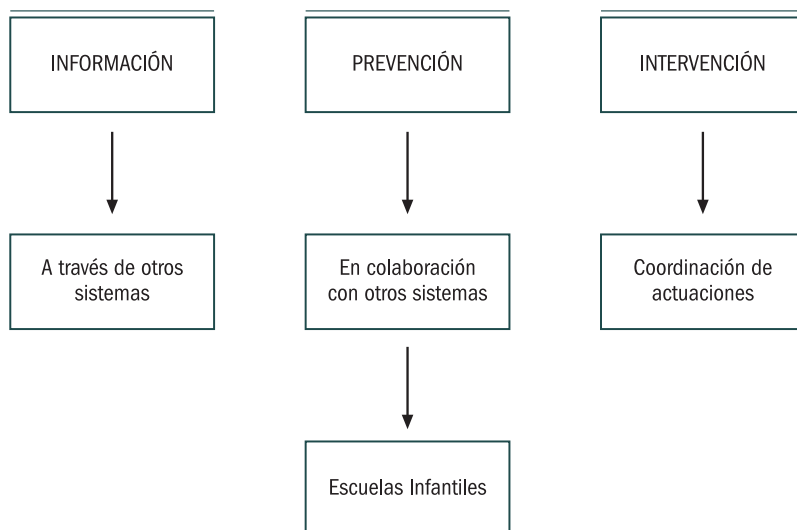 INFORMACIÓN
PREVENCIÓN
INTERVENCIÓN
A través de otros
sistemas
En colaboración
con otros sistemas
Coordinación de
actuaciones
Escuelas Infantiles